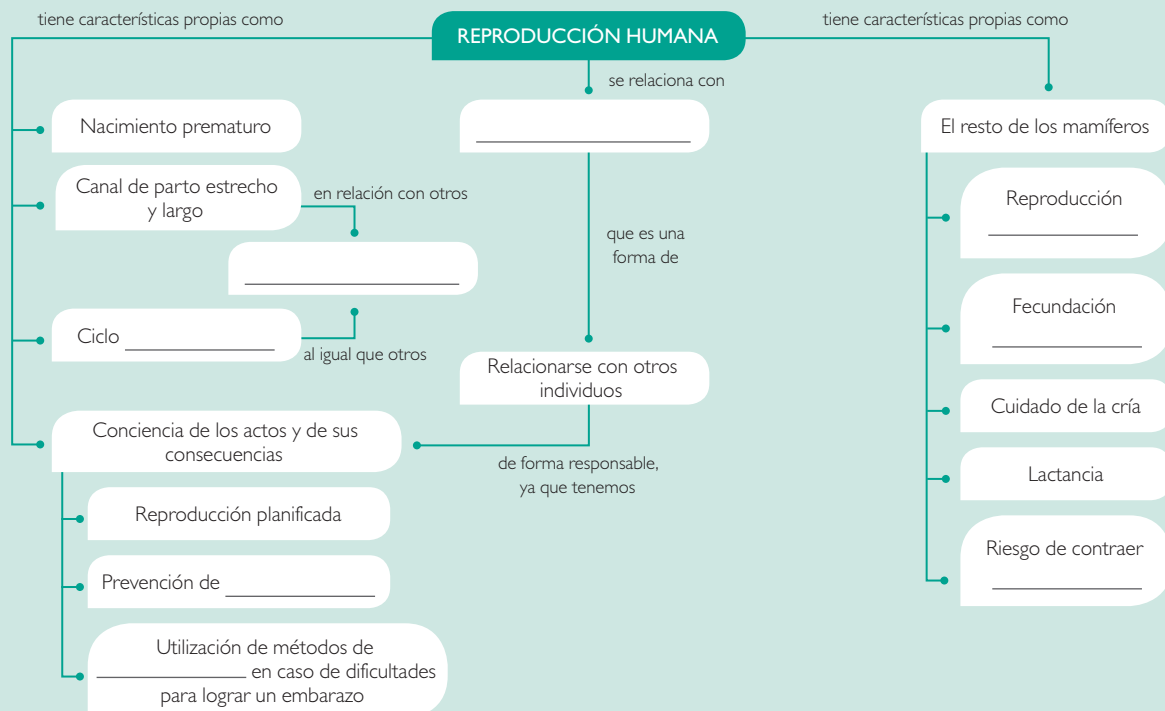 tiene características propias como
REPRODUCCIÓN HUMANA
tiene características propias como
se relaciona con
Nacimiento prematuro
El resto de los mamíferos
Canal de parto estrecho
y largo
en relación con otros
Reproducción
que es una
forma de
Fecundación
Ciclo
al igual que otros
Relacionarse con otros
individuos
Cuidado de la cría
Conciencia de los actos y de sus
consecuencias
de forma responsable,
ya que tenemos
Lactancia
Reproducción planificada
Riesgo de contraer
Prevención de
Utilización de métodos de
en caso de dificultades
para lograr un embarazo